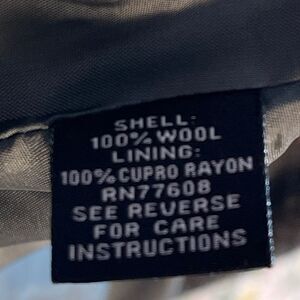 SHELL:
100% WOOL
LINING:
100% CUPRO RAYON
RN77608
SEE REVERSE
FOR CARE
INSTRUCTIONS